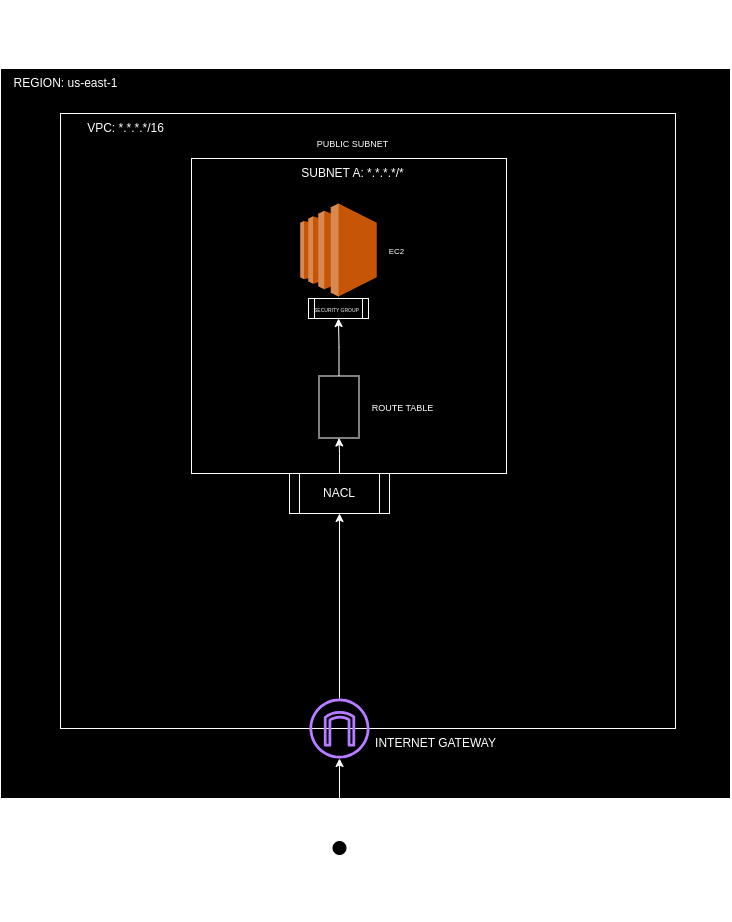 REGION: us-east-1
VPC: *.*.*.*/16
PUBLIC SUBNET
SUBNET A: *.*.*.*/*
EC2
SECURITY GROUP
ROUTE TABLE
NACL
INTERNET GATEWAY